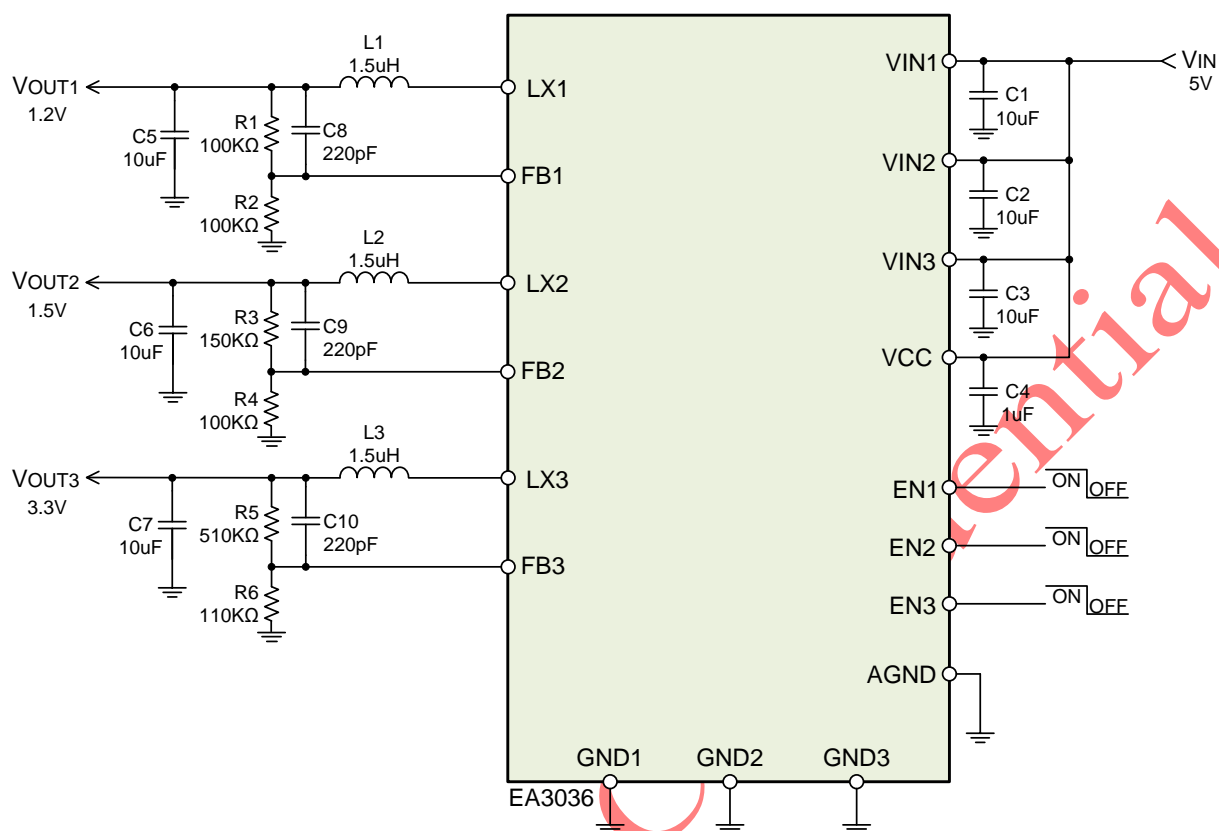 VOUT1
1.2V
L1
1.5uH
LX1
C5
10uF
R1
100KΩ
C8
220pF
FB1
R2
100KΩ
VOUT2
1.5V
L2
1.5uH
LX2
C6
10uF
R3
150KΩ
C9
220pF
FB2
R4
100KΩ
VOUT3
3.3V
L3
1.5uH
LX3
C7
10uF
R5
510KΩ
C10
220pF
FB3
R6
110KΩ
VIN1
VIN
5V
C1
10uF
VIN2
C2
10uF
VIN3
C3
10uF
VCC
C4
1uF
EN1
ON
OFF
EN2
ON
OFF
EN3
ON
OFF
AGND
GND1
GND2
GND3
EA3036
ential